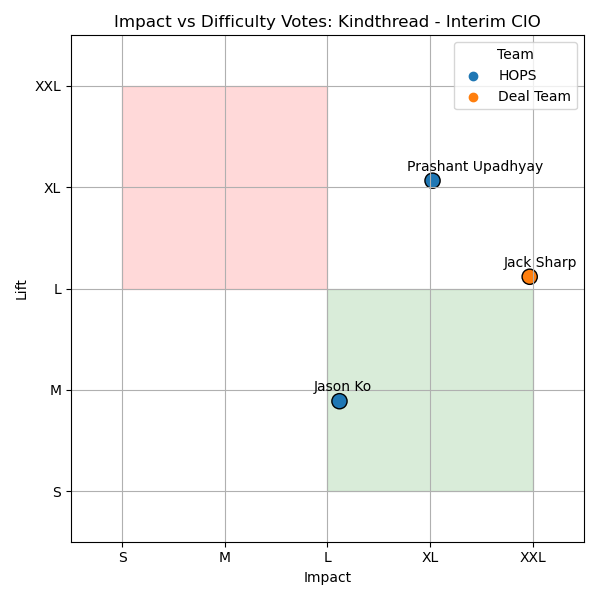 Impact vs Difficulty Votes: Kindthread - Interim CIO
Team
HOPS
Deal Team
XXL
XL
L
M
S
Lift
Prashant Upadhyay
Jack Sharp
Jason Ko
S
M
L
XL
XXL
Impact